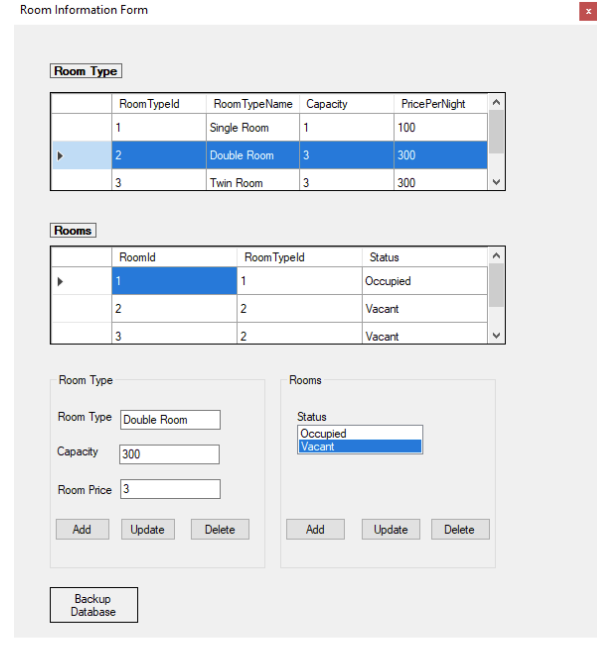 Room Information Form x
Room Type
RoomTypeId RoomTypeName Capacity PricePerNight
1 Single Room 1 100
2 Double Room 3 300
3 Twin Room 3 300
Rooms
RoomId RoomTypeId Status
1 1 Occupied
2 2 Vacant
3 2 Vacant
Room Type
Room Type Double Room
Capacity 300
Room Price 3
Add Update Delete
Rooms
Status
Occupied
Vacant
Add Update Delete
Backup
Database